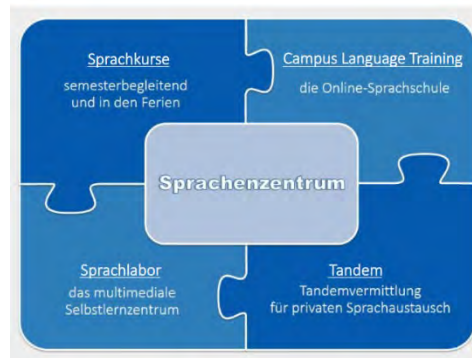 Sprachkurse
semesterbegleitend
und in den Ferien
Campus Language Training
die Online-Sprachschule
Sprachenzentrum
Sprachlabor
das multimediale
Selbstlernzentrum
Tandem
Tandemvermittlung
für privaten Sprachaustausch